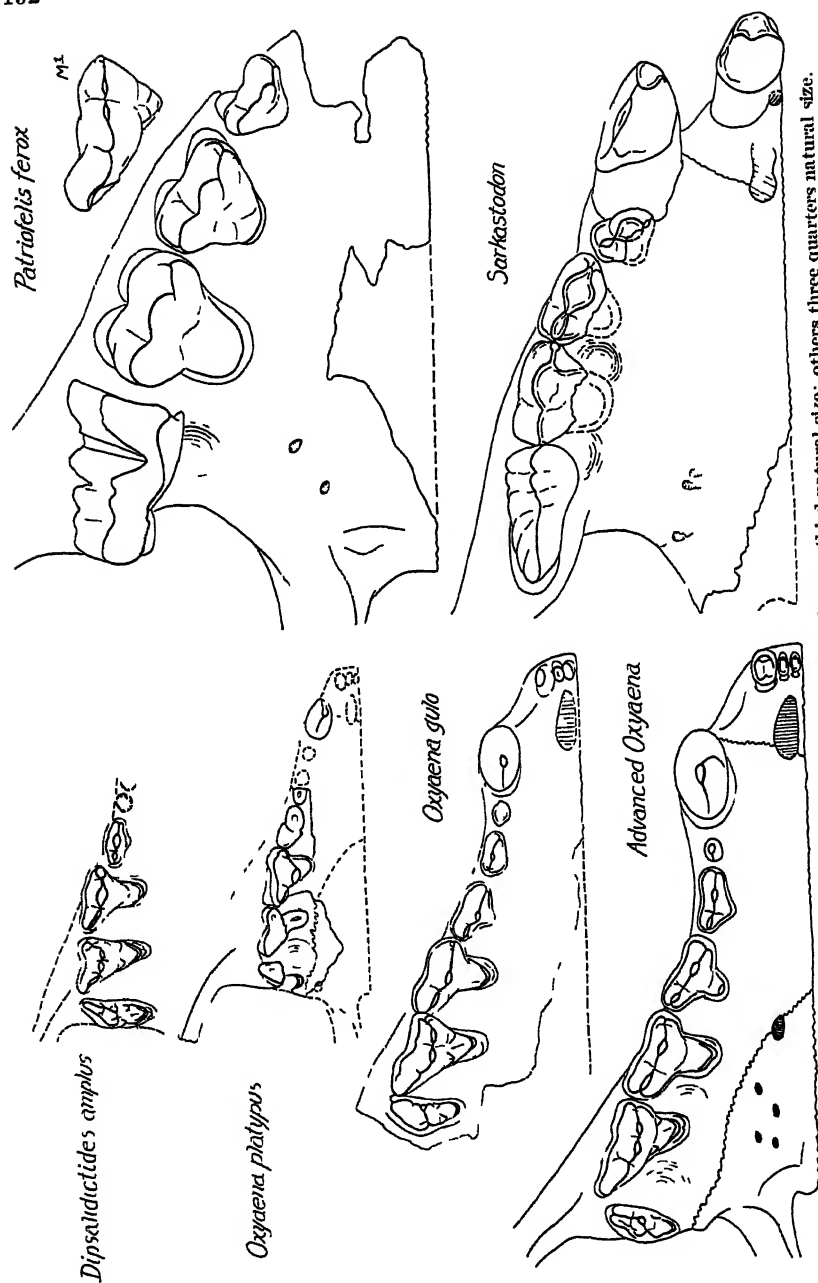 Patriofelis ferox
M1
Sarkastodon
Dipsalidictides amplus
Oxyaena platypus
Oxyaena gulo
Advanced Oxyaena
third natural size; others three quarters natural size.